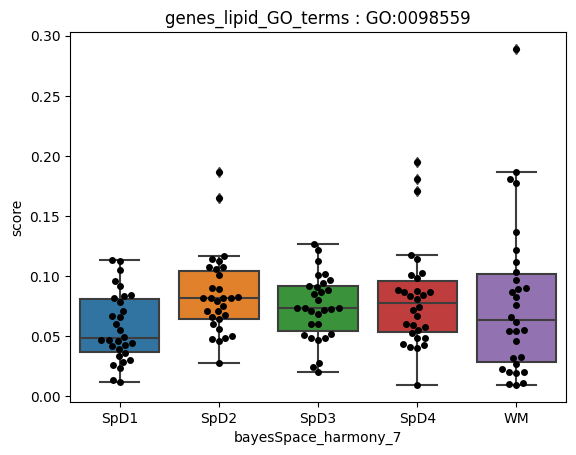 genes_lipid_GO_terms : GO:0098559
0.30
0.25
0.20
0.15
0.10
0.05
0.00
score
SpD1 SpD2 SpD3 SpD4 WM
bayesSpace_harmony_7